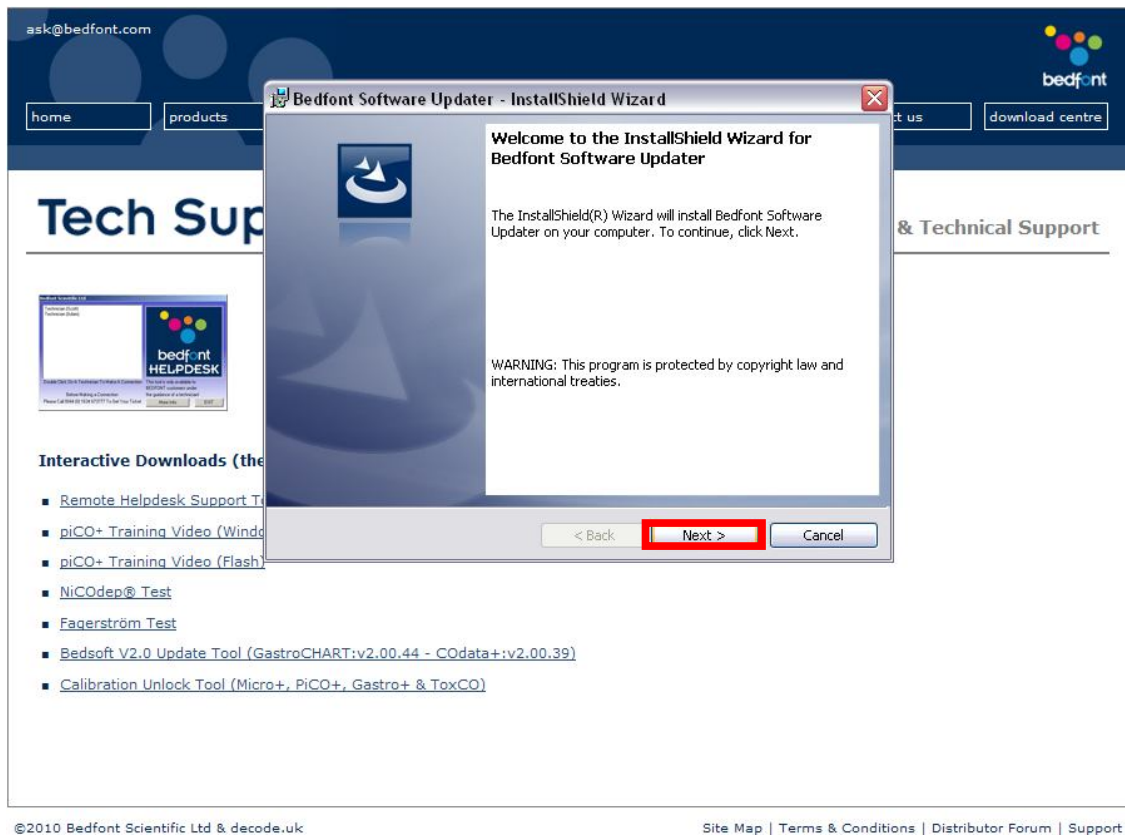 ask@bedfont.com
bedfont
home
products
ct us
download centre
Bedfont Software Updater - InstallShield Wizard
Welcome to the InstallShield Wizard for
Bedfont Software Updater
The InstallShield(R) Wizard will install Bedfont Software
Updater on your computer. To continue, click Next.
WARNING: This program is protected by copyright law and
international treaties.
< Back
Next >
Cancel
Tech Sup
& Technical Support
bedfont
HELPDESK
EXIT
Interactive Downloads (the
Remote Helpdesk Support To
piCO+ Training Video (Windo
piCO+ Training Video (Flash)
NiCOdep® Test
Fagerström Test
Bedsoft V2.0 Update Tool (GastroCHART:v2.00.44 - COdata+:v2.00.39)
Calibration Unlock Tool (Micro+, PiCO+, Gastro+ & ToxCO)
©2010 Bedfont Scientific Ltd & decode.uk
Site Map | Terms & Conditions | Distributor Forum | Support